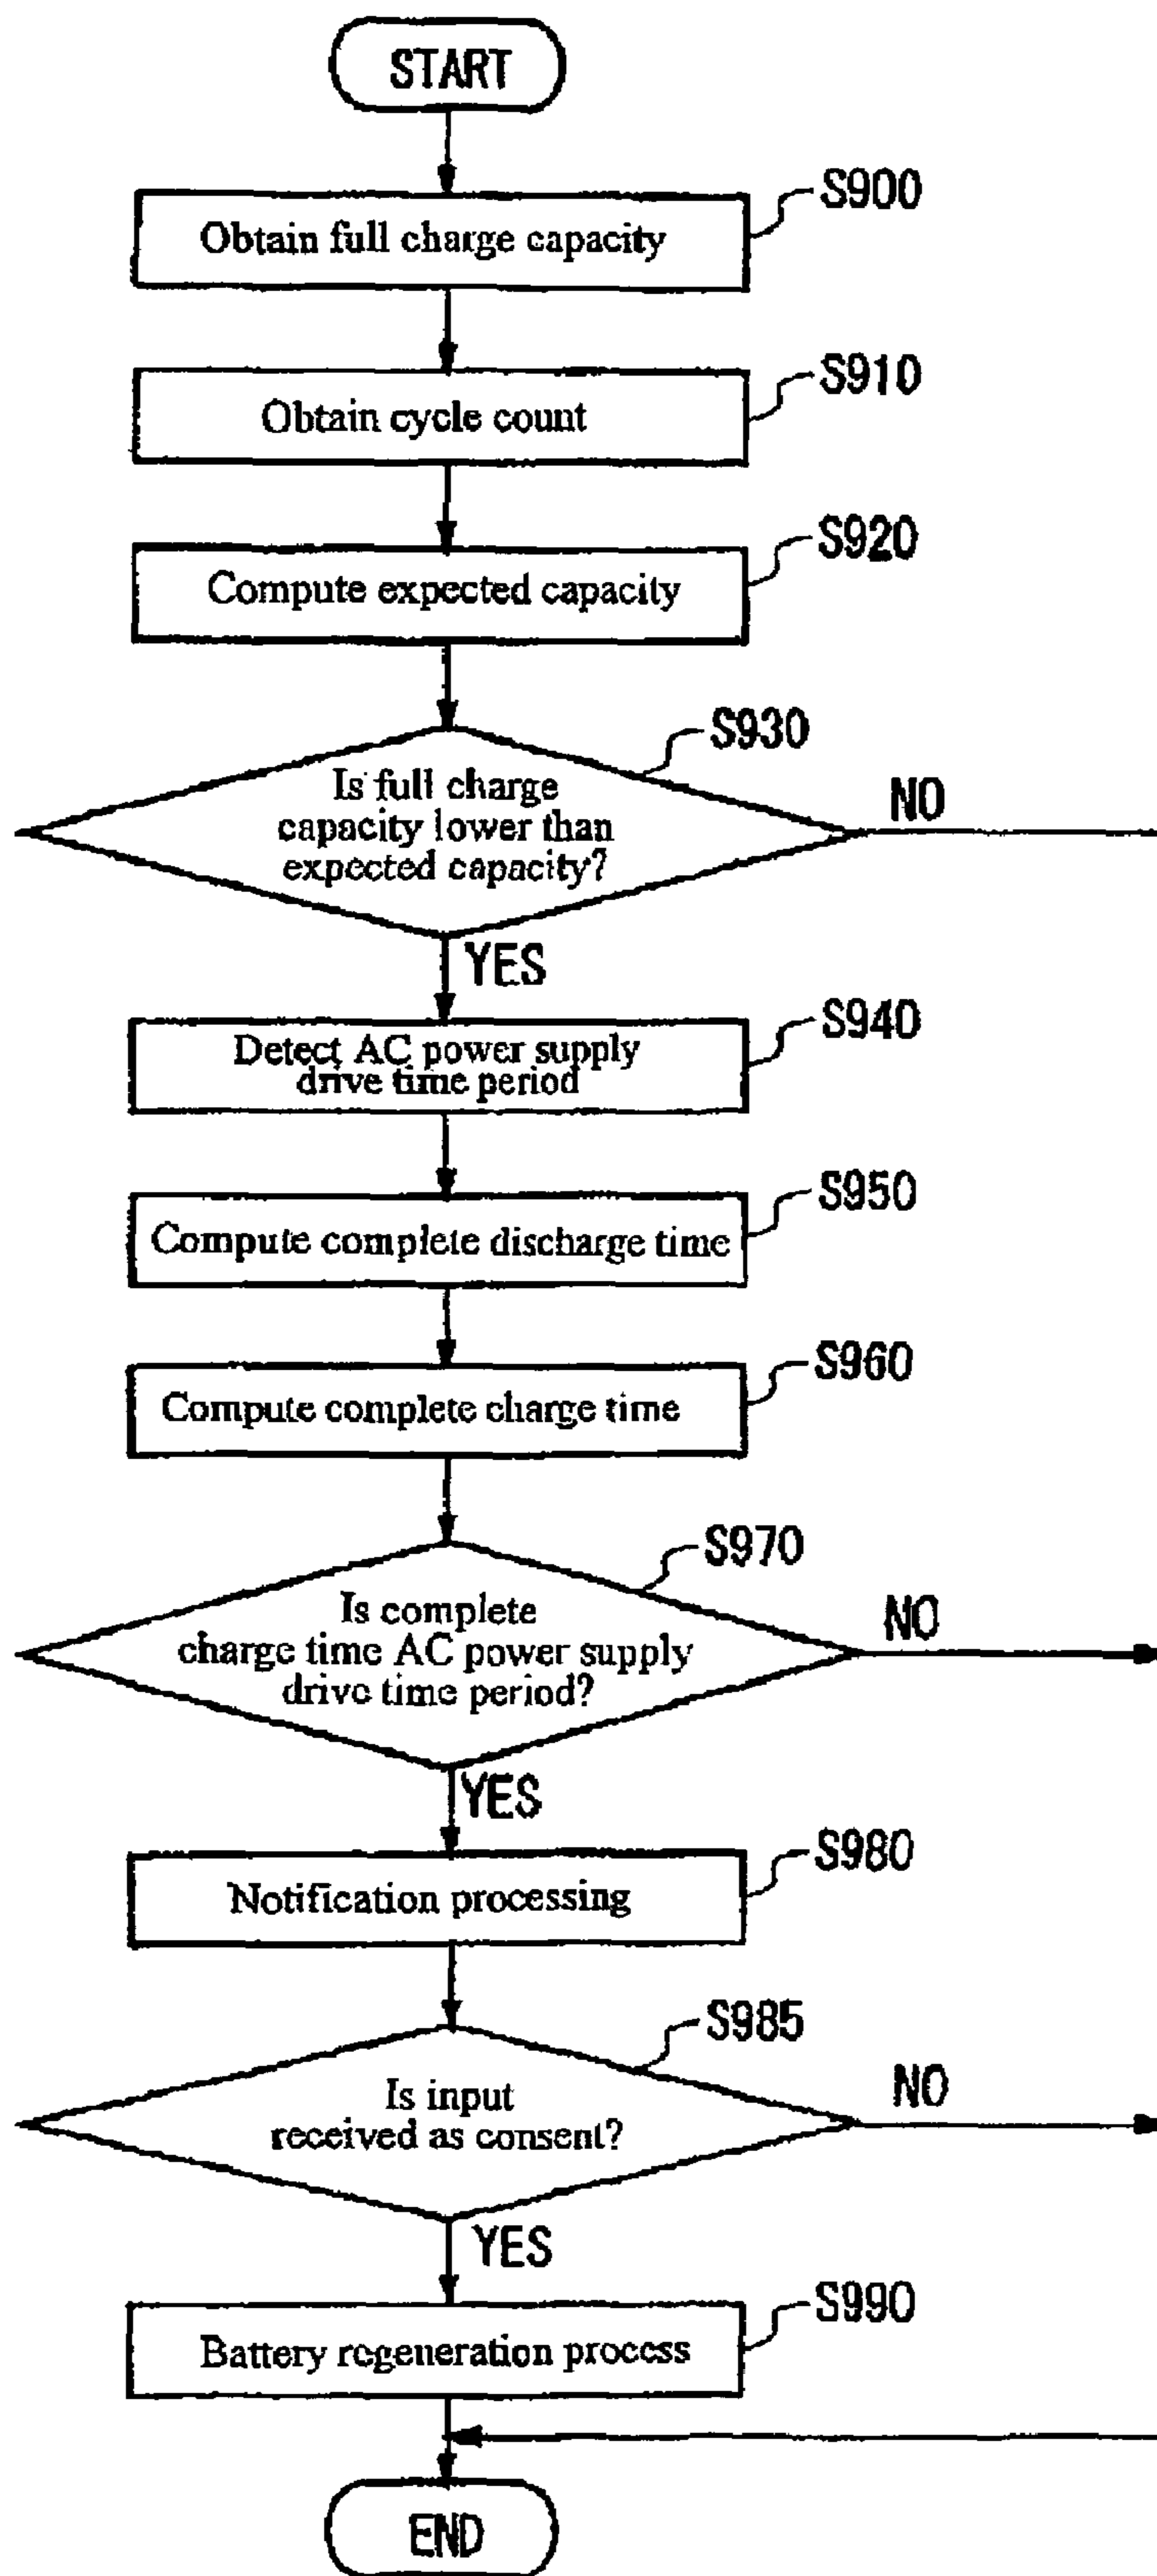 START
S900
Obtain full charge capacity
S910
Obtain cycle count
S920
Compute expected capacity
S930
Is full charge
capacity lower than
expected capacity?
NO
YES
S940
Detect AC power supply
drive time period
S950
Compute complete discharge time
S960
Compute complete charge time
S970
Is complete
charge time AC power supply
drive time period?
NO
YES
S980
Notification processing
S985
Is input
received as consent?
NO
YES
S990
Battery regeneration process
END